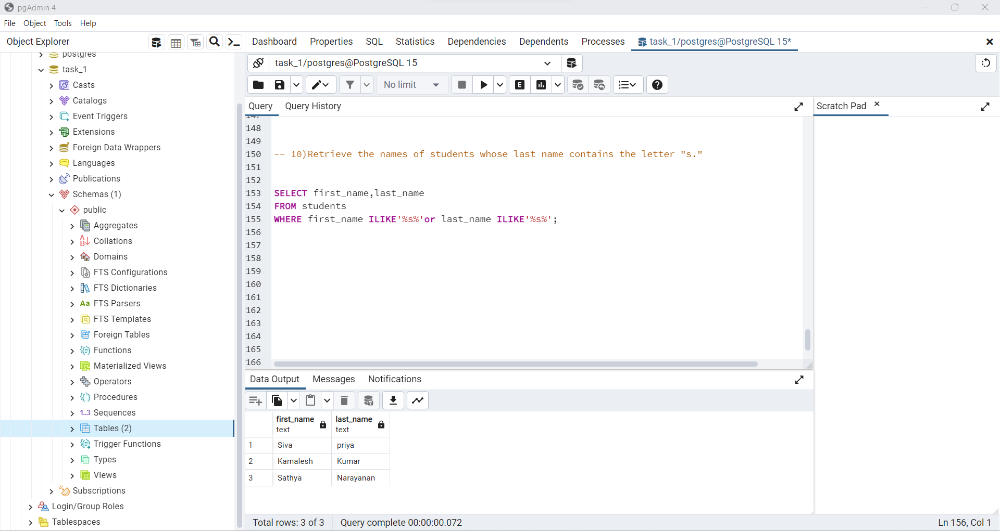 pgAdmin 4
File Object Tools Help
Object Explorer
Dashboard Properties SQL Statistics Dependencies Dependents Processes task_1/postgres@PostgreSQL 15*
postgres
task_1
Casts
Catalogs
Event Triggers
Extensions
Foreign Data Wrappers
Languages
Publications
Schemas (1)
public
Aggregates
Collations
Domains
FTS Configurations
FTS Dictionaries
Aa FTS Parsers
FTS Templates
Foreign Tables
Functions
Materialized Views
Operators
Procedures
1..3 Sequences
Tables (2)
Trigger Functions
Types
Views
Subscriptions
Login/Group Roles
Tablespaces
task_1/postgres@PostgreSQL 15
No limit
E
Query Query History
Scratch Pad
147
148
149
150 -- 10)Retrieve the names of students whose last name contains the letter "s."
151
152
153 SELECT first_name,last_name
154 FROM students
155 WHERE first_name ILIKE'%s%'or last_name ILIKE'%s%';
156
157
158
159
160
161
162
163
164
165
166
Data Output Messages Notifications
first_name last_name
text text
1 Siva priya
2 Kamalesh Kumar
3 Sathya Narayanan
Total rows: 3 of 3 Query complete 00:00:00.072
Ln 156, Col 1